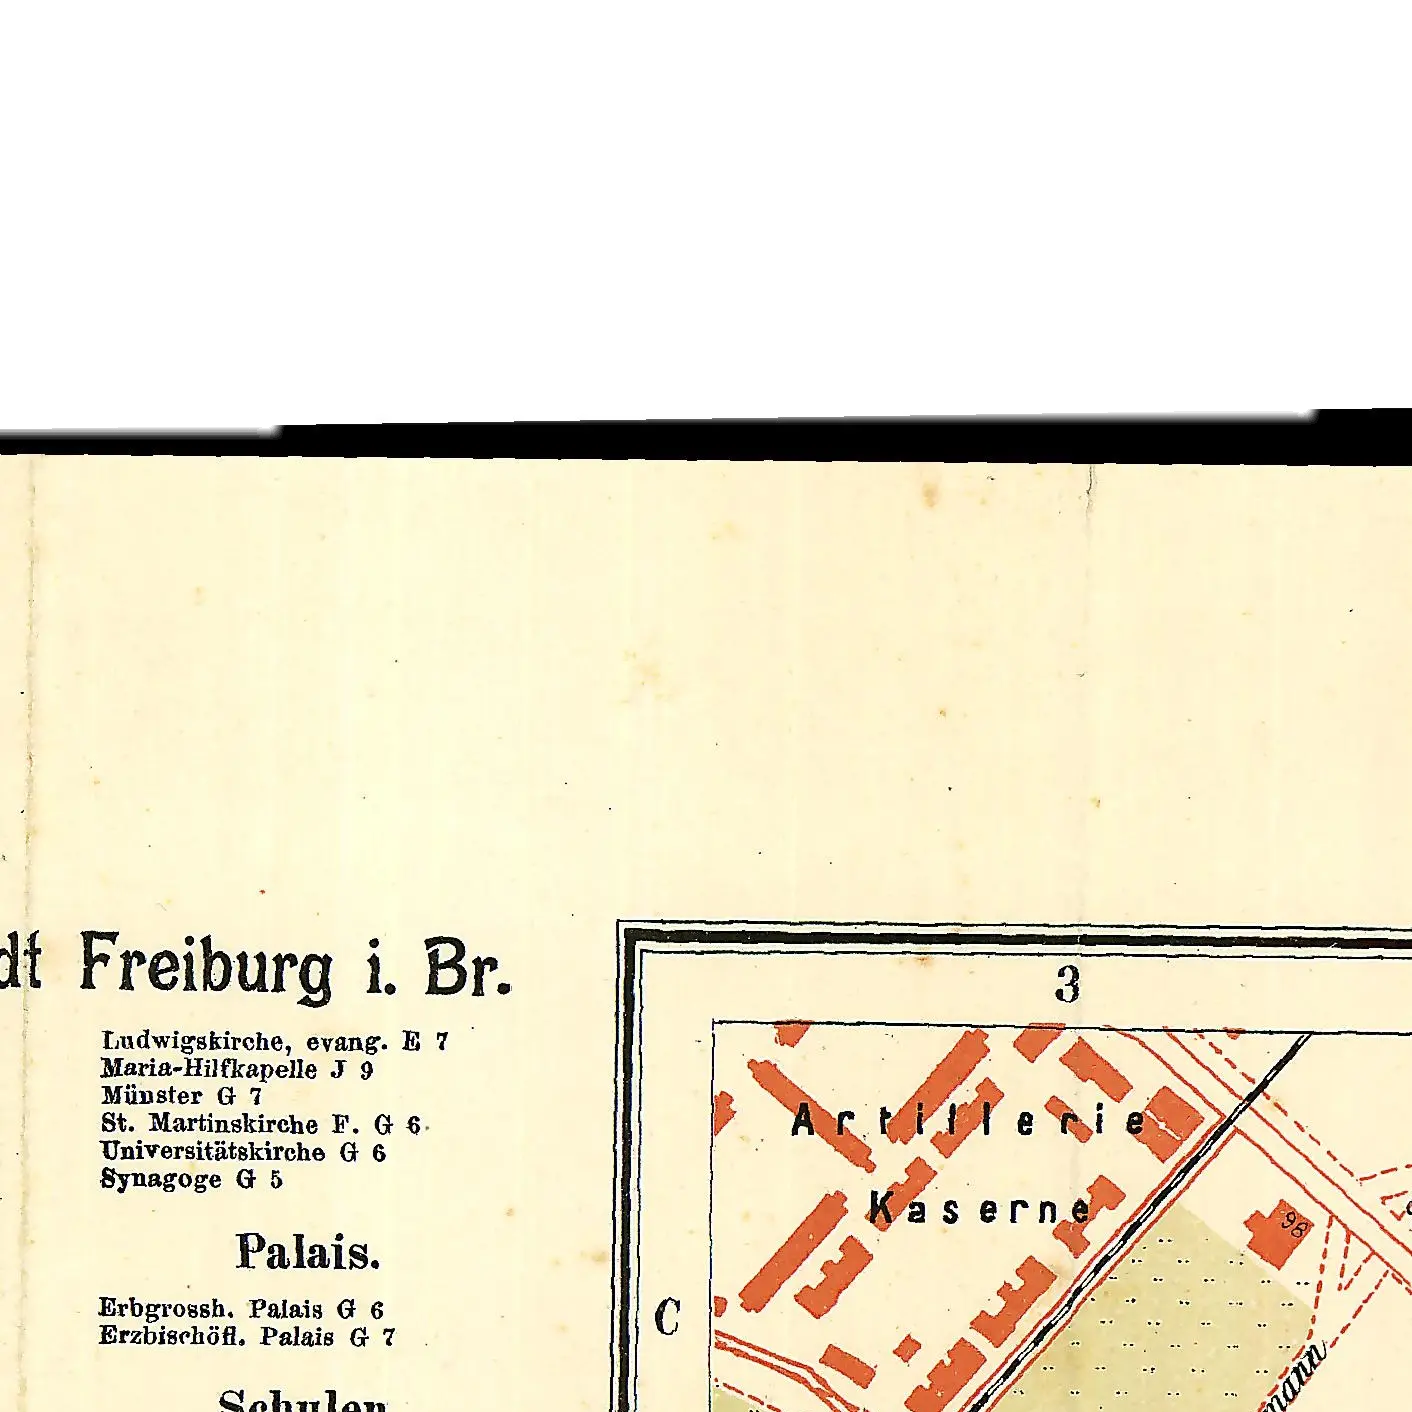 Freiburg i. Br.
Ludwigskirche, evang. E 7
Maria-Hilfkapelle J 9
Münster G 7
St. Martinskirche F. G 6
Universitätskirche G 6
Synagoge G 5
Palais.
Erbgrossh. Palais G 6
Erzbischöfl. Palais G 7
Schulen
3
C
Artillerie
Kaserne
98